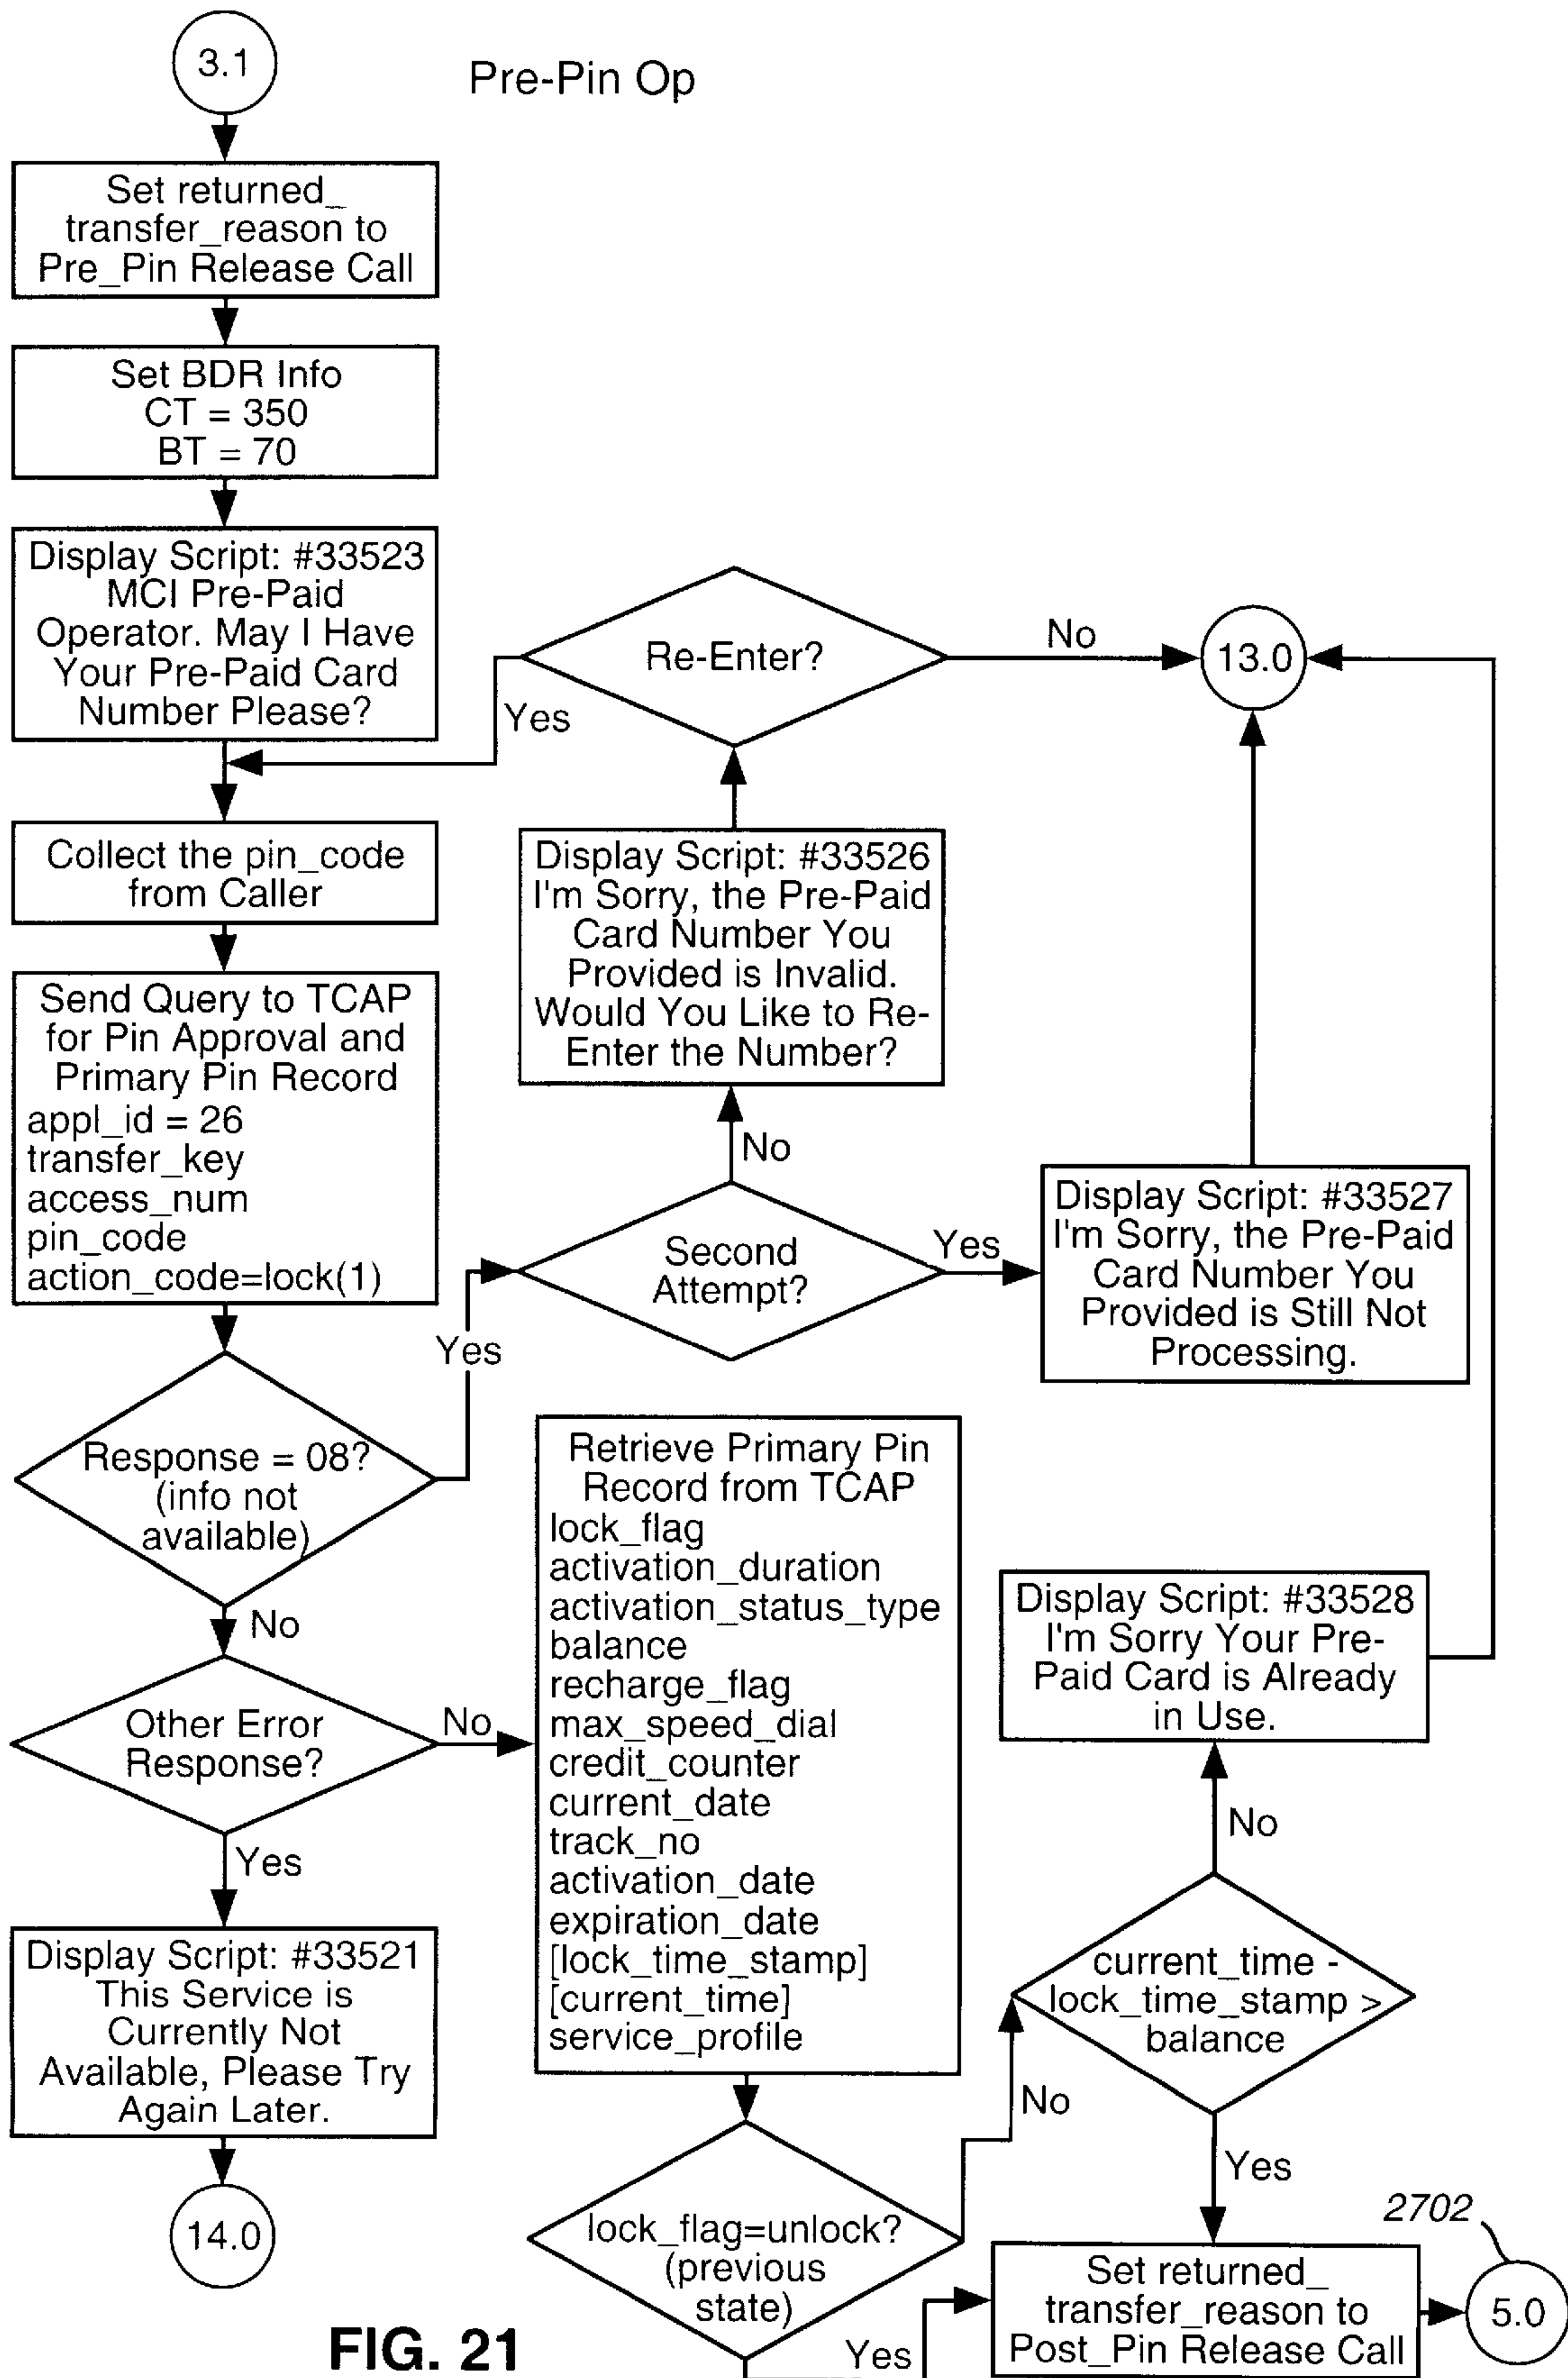 3.1
Pre-Pin Op
Set returned_
transfer_reason to
Pre_Pin Release Call
Set BDR Info
CT = 350
BT = 70
Display Script: #33523
MCI Pre-Paid
Operator. May I Have
Your Pre-Paid Card
Number Please?
Re-Enter?
No
13.0
Yes
Collect the pin_code
from Caller
Display Script: #33526
I'm Sorry, the Pre-Paid
Card Number You
Provided is Invalid.
Would You Like to Re-
Enter the Number?
Send Query to TCAP
for Pin Approval and
Primary Pin Record
appl_id = 26
transfer_key
access_num
pin_code
action_code=lock(1)
No
Second
Attempt?
Yes
Display Script: #33527
I'm Sorry, the Pre-Paid
Card Number You
Provided is Still Not
Processing.
Yes
Response = 08?
(info not
available)
No
Retrieve Primary Pin
Record from TCAP
lock_flag
activation_duration
activation_status_type
balance
recharge_flag
max_speed_dial
credit_counter
current_date
track_no
activation_date
expiration_date
[lock_time_stamp]
[current_time]
service_profile
Display Script: #33528
I'm Sorry Your Pre-
Paid Card is Already
in Use.
Other Error
Response?
No
Yes
No
Display Script: #33521
This Service is
Currently Not
Available, Please Try
Again Later.
current_time -
lock_time_stamp >
balance
No
Yes
14.0
lock_flag=unlock?
(previous
state)
Yes
2702
Set returned_
transfer_reason to
Post_Pin Release Call
5.0
FIG. 21